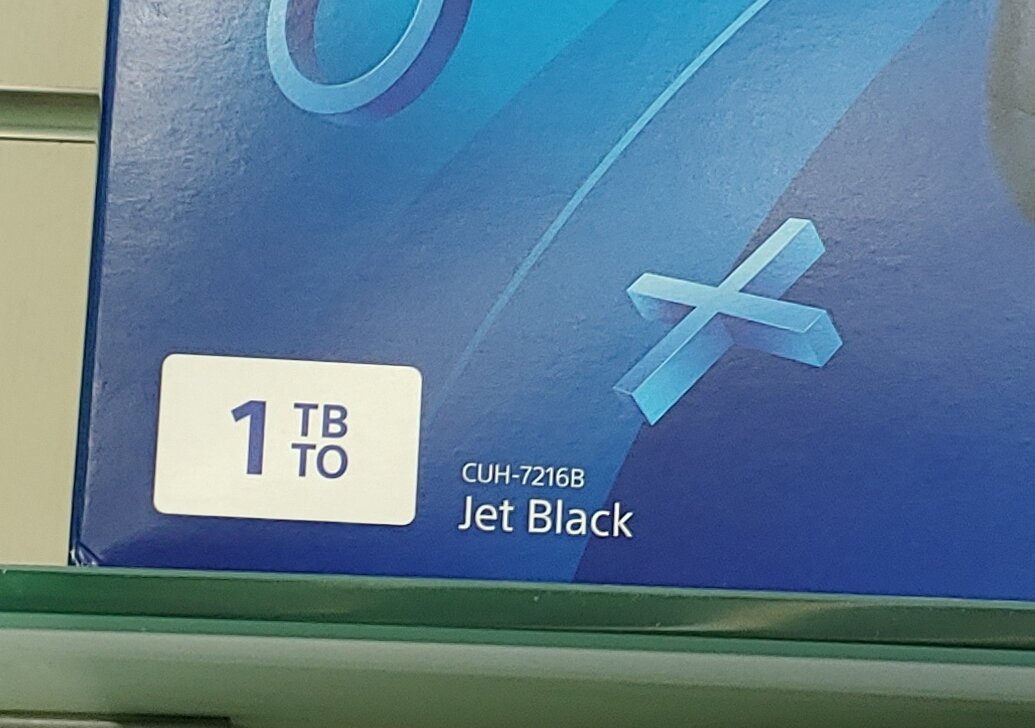 1 TB
TO
CUH-7216B
Jet Black